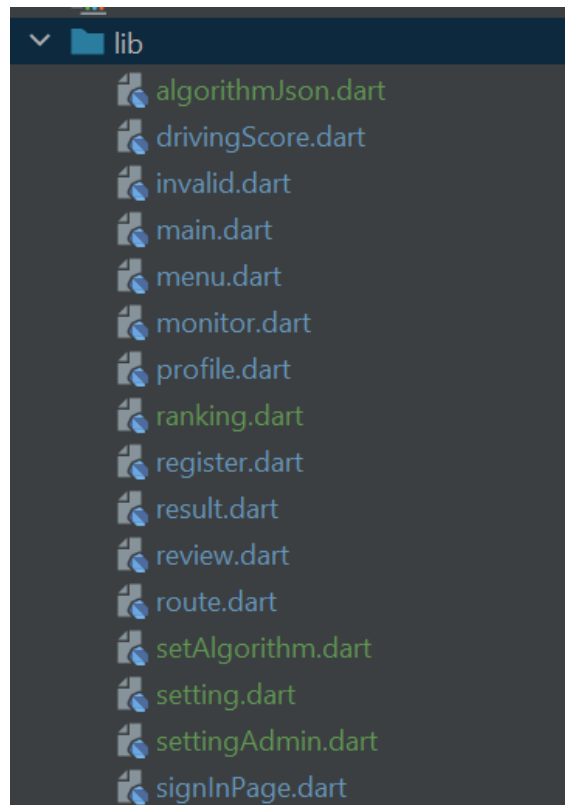 lib
algorithmJson.dart
drivingScore.dart
invalid.dart
main.dart
menu.dart
monitor.dart
profile.dart
ranking.dart
register.dart
result.dart
review.dart
route.dart
setAlgorithm.dart
setting.dart
settingAdmin.dart
signInPage.dart